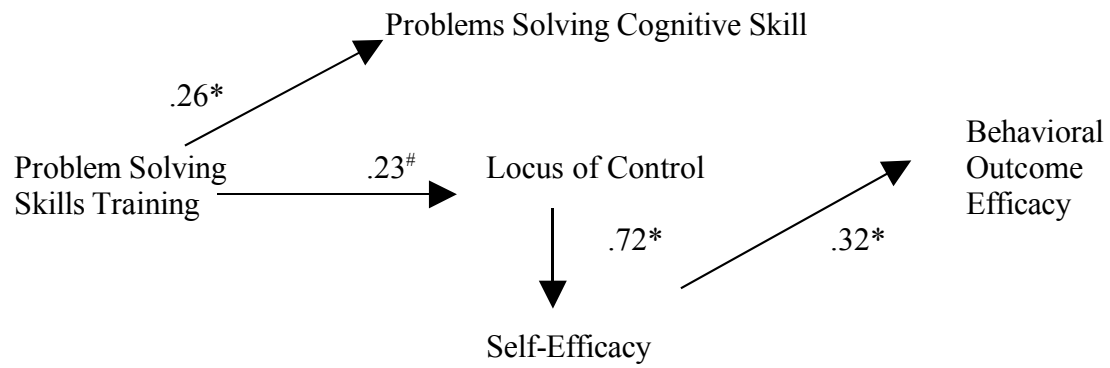 Problems Solving Cognitive Skill
.26*
Problem Solving
Skills Training
.23#
Locus of Control
Behavioral
Outcome
Efficacy
.72*
.32*
Self-Efficacy